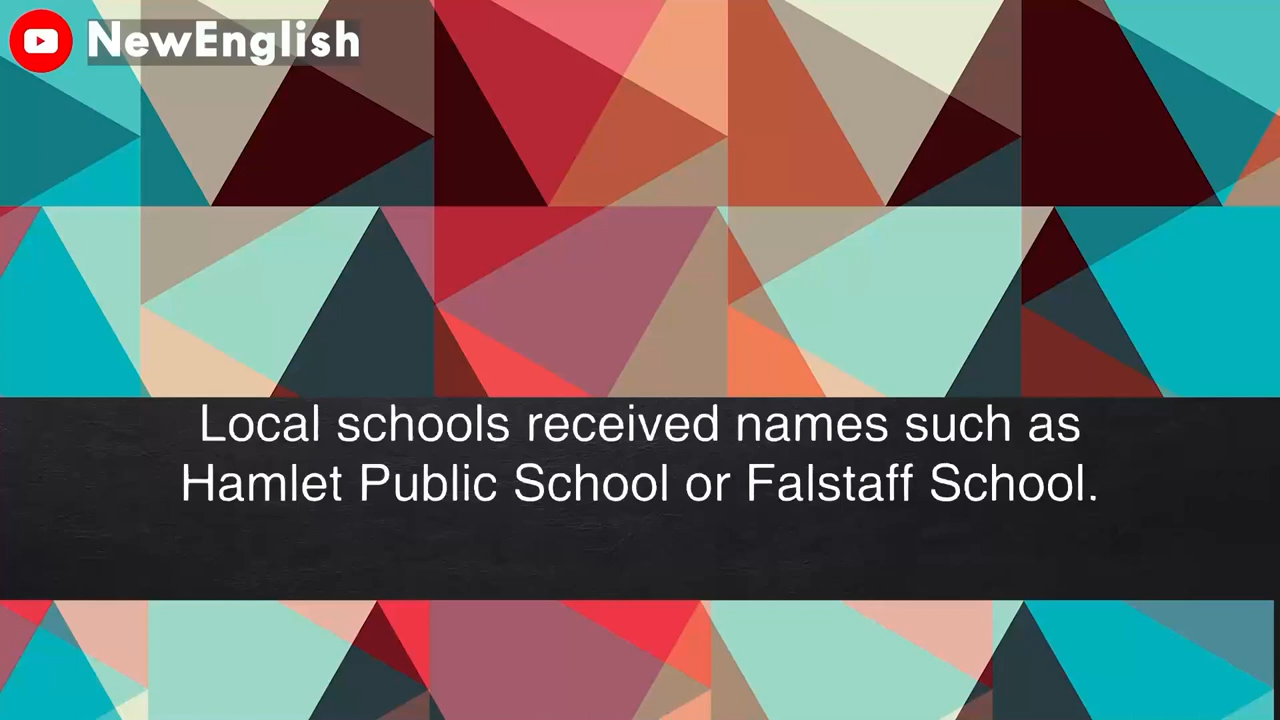 NewEnglish
Local schools received names such as
Hamlet Public School or Falstaff School.